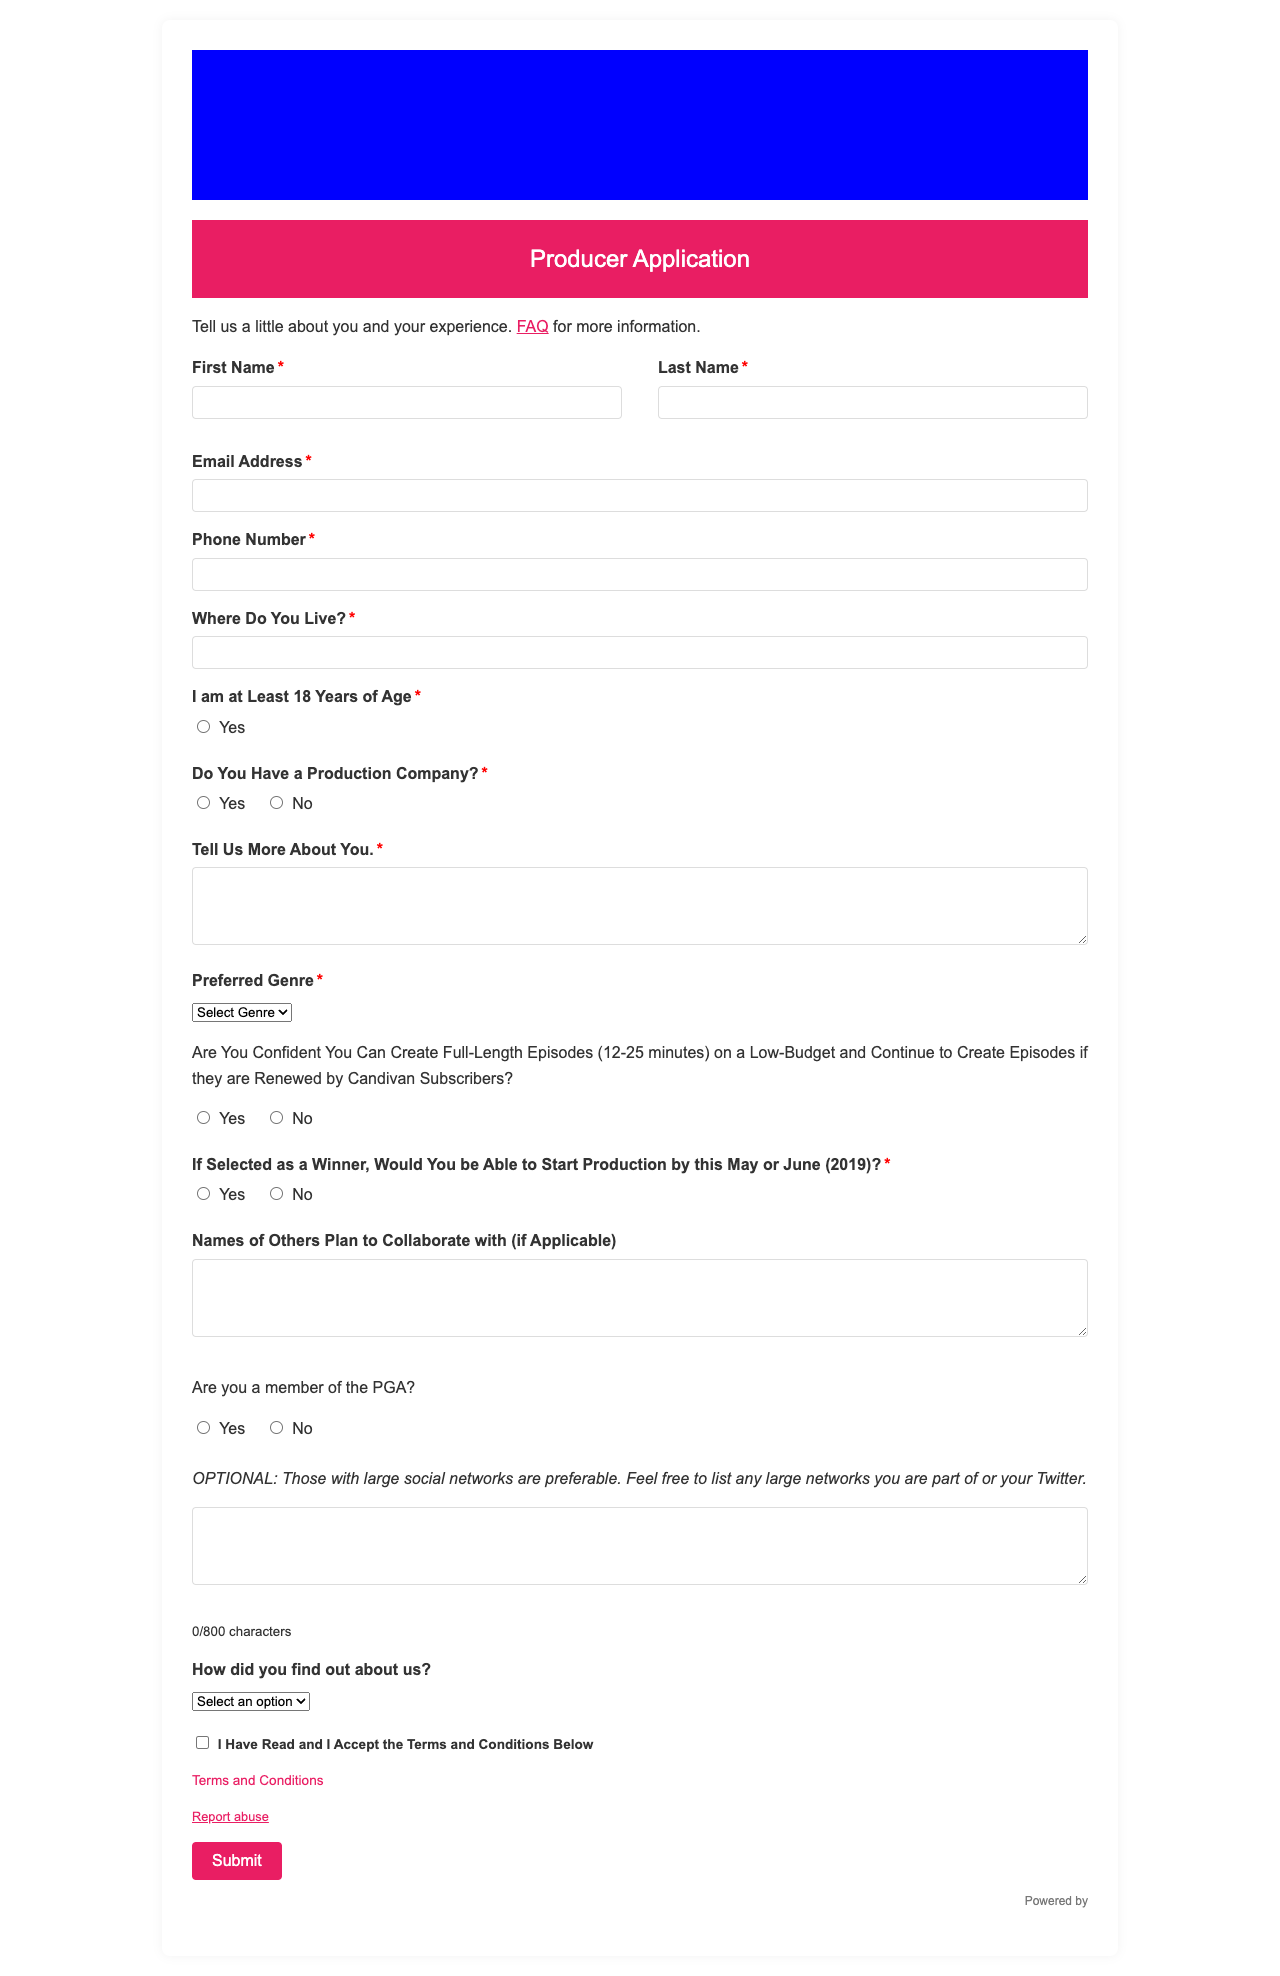 Producer Application
Tell us a little about you and your experience. FAQ for more information.
First Name *
Last Name *
Email Address *
Phone Number *
Where Do You Live? *
I am at Least 18 Years of Age *
Yes
Do You Have a Production Company? *
Yes No
Tell Us More About You. *
Preferred Genre *
Select Genre
Are You Confident You Can Create Full-Length Episodes (12-25 minutes) on a Low-Budget and Continue to Create Episodes if
they are Renewed by Candivan Subscribers?
Yes No
If Selected as a Winner, Would You be Able to Start Production by this May or June (2019)? *
Yes No
Names of Others Plan to Collaborate with (if Applicable)
Are you a member of the PGA?
Yes No
OPTIONAL: Those with large social networks are preferable. Feel free to list any large networks you are part of or your Twitter.
0/800 characters
How did you find out about us?
Select an option
I Have Read and I Accept the Terms and Conditions Below
Terms and Conditions
Report abuse
Submit
Powered by